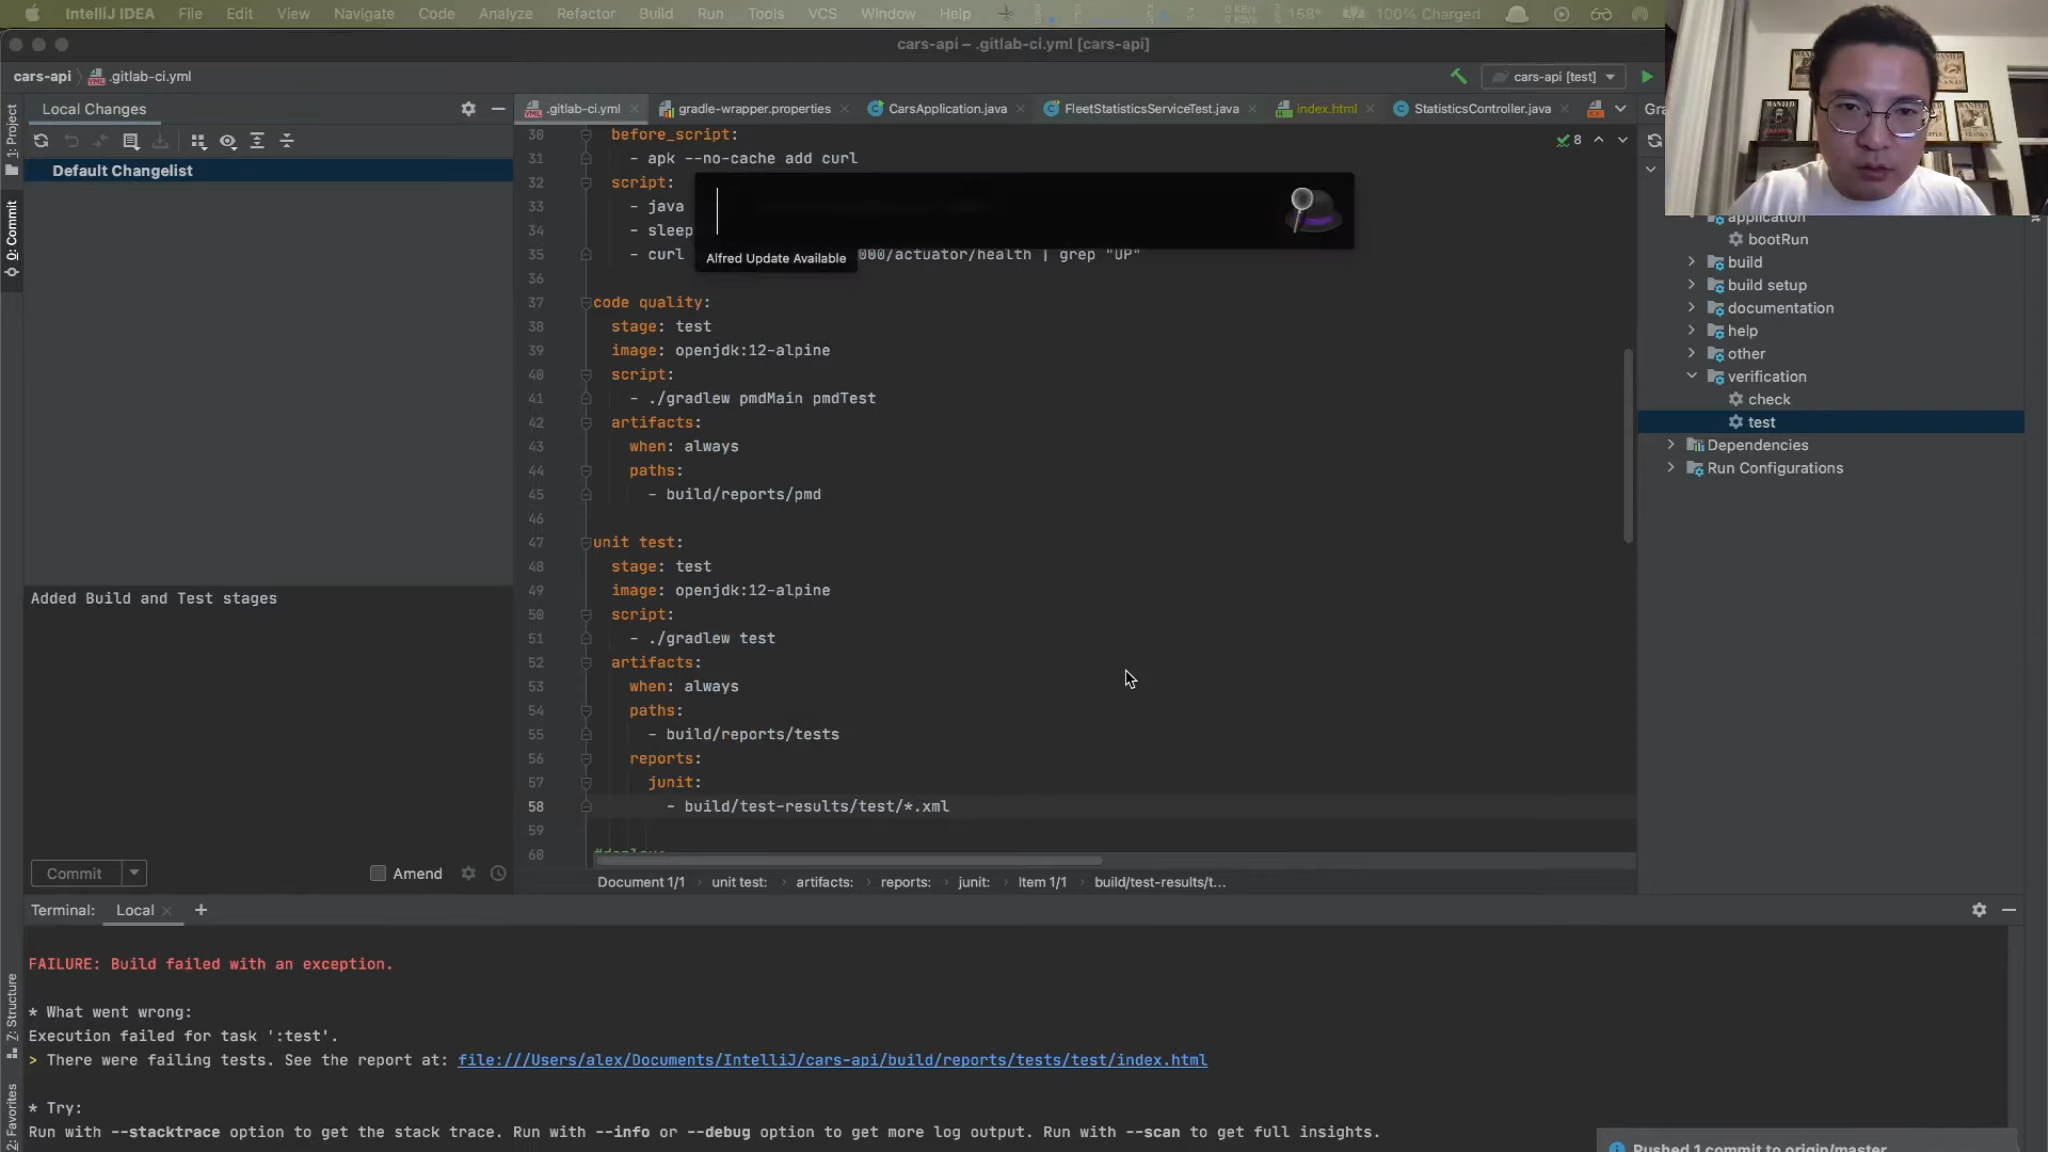 IntelliJ IDEA File Edit View Navigate Code Analyze Refactor Build Run Tools VCS Window Help 0 KB/s 0 KB/s 158° 100% Charged
cars-api – .gitlab-ci.yml [cars-api]
cars-api .gitlab-ci.yml cars-api [test]
Local Changes
.gitlab-ci.yml gradle-wrapper.properties CarsApplication.java FleetStatisticsServiceTest.java index.html StatisticsController.java
1: Project
0: Commit
7: Structure
2: Favorites
Default Changelist
Added Build and Test stages
Commit Amend
8
30 before_script:
31 - apk --no-cache add curl
32 script:
33 - java
34 - sleep
35 - curl 000/actuator/health | grep "UP"
Alfred Update Available
36
37 code quality:
38 stage: test
39 image: openjdk:12-alpine
40 script:
41 - ./gradlew pmdMain pmdTest
42 artifacts:
43 when: always
44 paths:
45 - build/reports/pmd
46
47 unit test:
48 stage: test
49 image: openjdk:12-alpine
50 script:
51 - ./gradlew test
52 artifacts:
53 when: always
54 paths:
55 - build/reports/tests
56 reports:
57 junit:
58 - build/test-results/test/*.xml
59
60
Document 1/1 unit test: artifacts: reports: junit: Item 1/1 build/test-results/t...
WANTED
WANTED
application
bootRun
build
build setup
documentation
help
other
verification
check
test
Dependencies
Run Configurations
Terminal: Local +
FAILURE: Build failed with an exception.
* What went wrong:
Execution failed for task ':test'.
> There were failing tests. See the report at: file:///Users/alex/Documents/IntelliJ/cars-api/build/reports/tests/test/index.html
* Try:
Run with --stacktrace option to get the stack trace. Run with --info or --debug option to get more log output. Run with --scan to get full insights.
Pushed 1 commit to origin/master